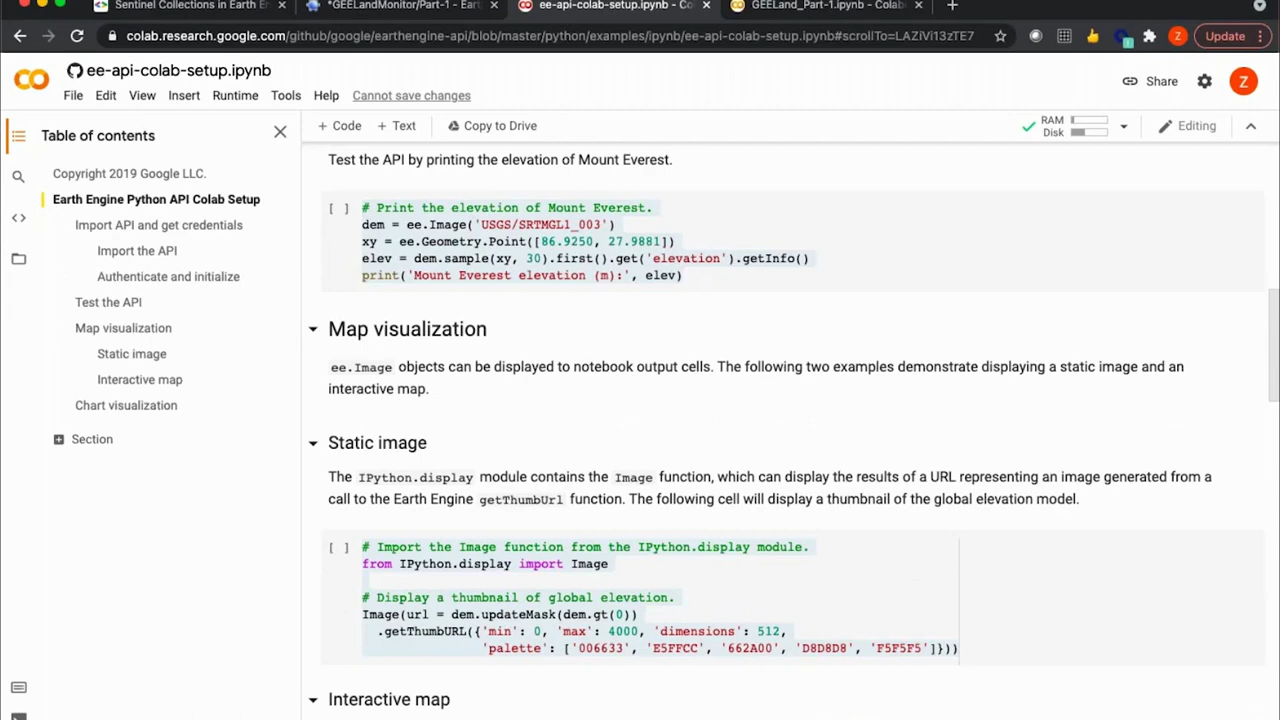 Sentinel Collections in Earth Er
*GEELandMonitor/Part-1 - Eart
ee-api-colab-setup.ipynb - Co
GEELand_Part-1.ipynb - Colabo
colab.research.google.com/github/google/earthengine-api/blob/master/python/examples/ipynb/ee-api-colab-setup.ipynb#scrollTo=LAZiVi13zTE7
Z
Update
ee-api-colab-setup.ipynb
File Edit View Insert Runtime Tools Help Cannot save changes
Share
Z
+ Code + Text Copy to Drive
RAM
Disk
Editing
Table of contents
Copyright 2019 Google LLC.
Earth Engine Python API Colab Setup
Import API and get credentials
Import the API
Authenticate and initialize
Test the API
Map visualization
Static image
Interactive map
Chart visualization
Section
Test the API by printing the elevation of Mount Everest.
[ ] # Print the elevation of Mount Everest.
dem = ee.Image('USGS/SRTMGL1_003')
xy = ee.Geometry.Point([86.9250, 27.9881])
elev = dem.sample(xy, 30).first().get('elevation').getInfo()
print('Mount Everest elevation (m):', elev)
Map visualization
ee.Image objects can be displayed to notebook output cells. The following two examples demonstrate displaying a static image and an
interactive map.
Static image
The IPython.display module contains the Image function, which can display the results of a URL representing an image generated from a
call to the Earth Engine getThumbUrl function. The following cell will display a thumbnail of the global elevation model.
[ ] # Import the Image function from the IPython.display module.
from IPython.display import Image
# Display a thumbnail of global elevation.
Image(url = dem.updateMask(dem.gt(0))
.getThumbURL({'min': 0, 'max': 4000, 'dimensions': 512,
'palette': ['006633', 'E5FFCC', '662A00', 'D8D8D8', 'F5F5F5']}))
Interactive map